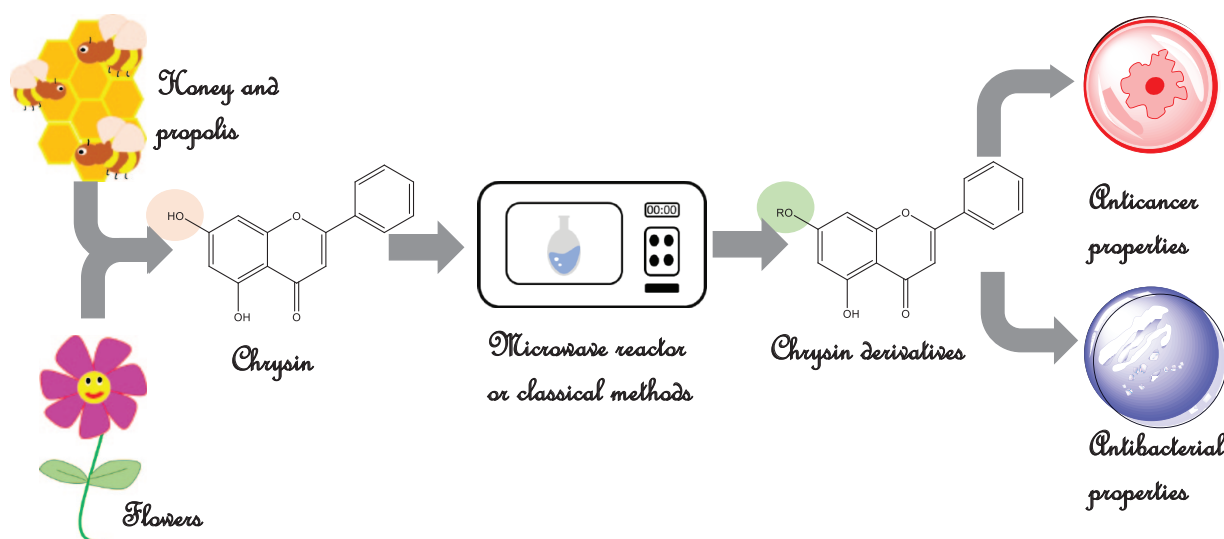 Honey and
propolis
HO
O
OH
O
Chrysin
Flowers
00:00
Microwave reactor
or classical methods
RO
O
OH
O
Chrysin derivatives
Anticancer
properties
Antibacterial
properties